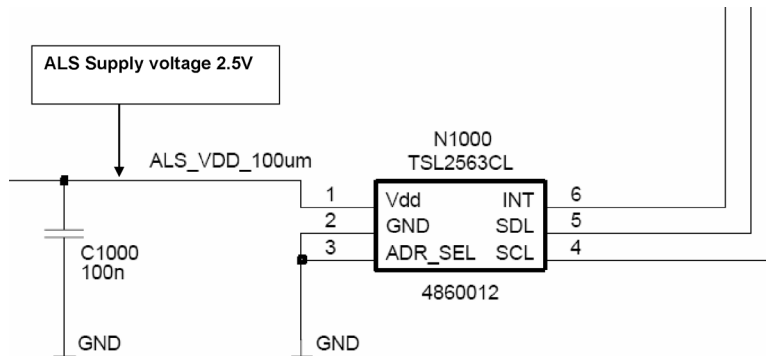 ALS Supply voltage 2.5V
N1000
TSL2563CL
ALS_VDD_100um
1 Vdd INT 6
2 GND SDL 5
3 ADR_SEL SCL 4
C1000
100n
4860012
GND GND